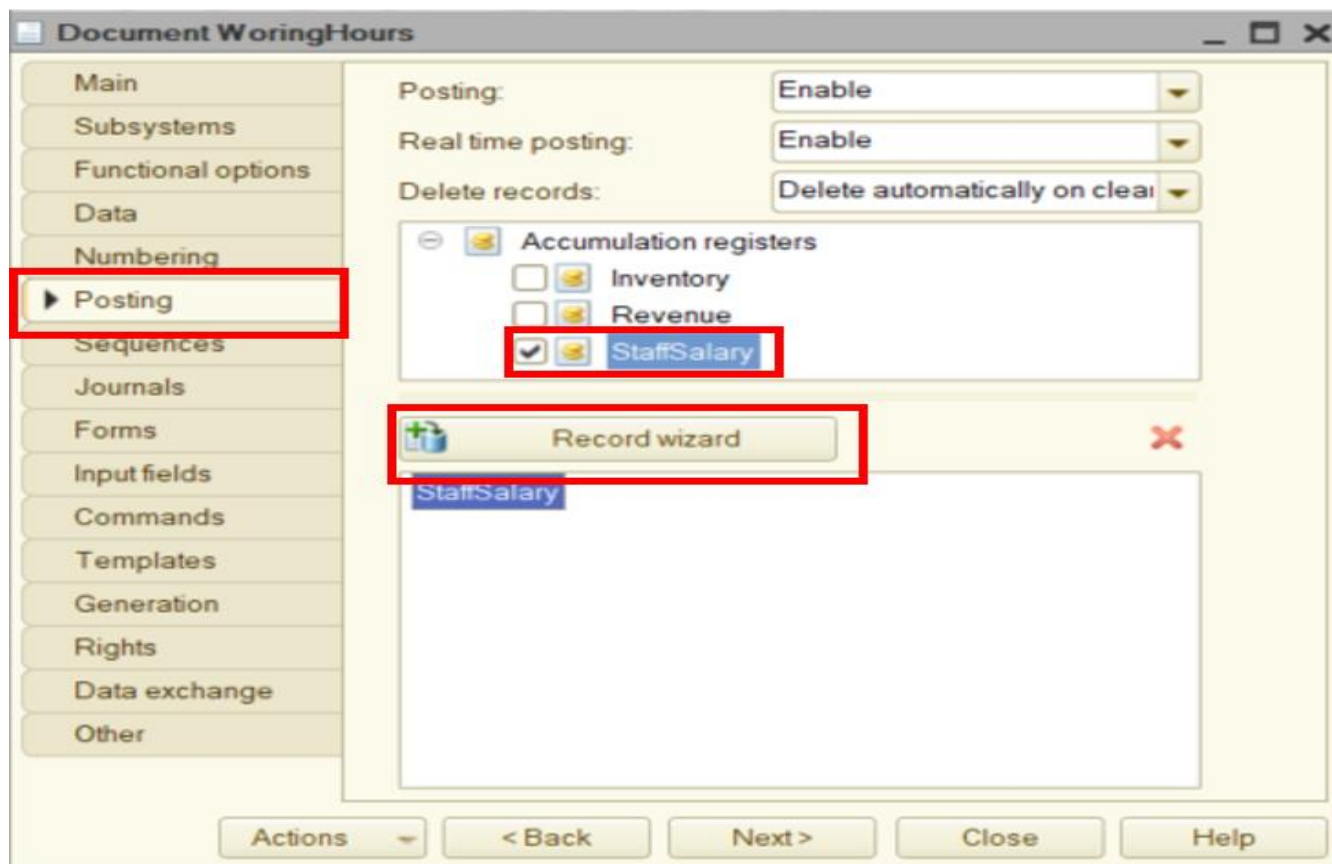 Document WoringHours
Main
Subsystems
Functional options
Data
Numbering
Posting
Sequences
Journals
Forms
Input fields
Commands
Templates
Generation
Rights
Data exchange
Other
Posting: Enable
Real time posting: Enable
Delete records: Delete automatically on clear
Accumulation registers
Inventory
Revenue
StaffSalary
Record wizard
StaffSalary
Actions < Back Next > Close Help